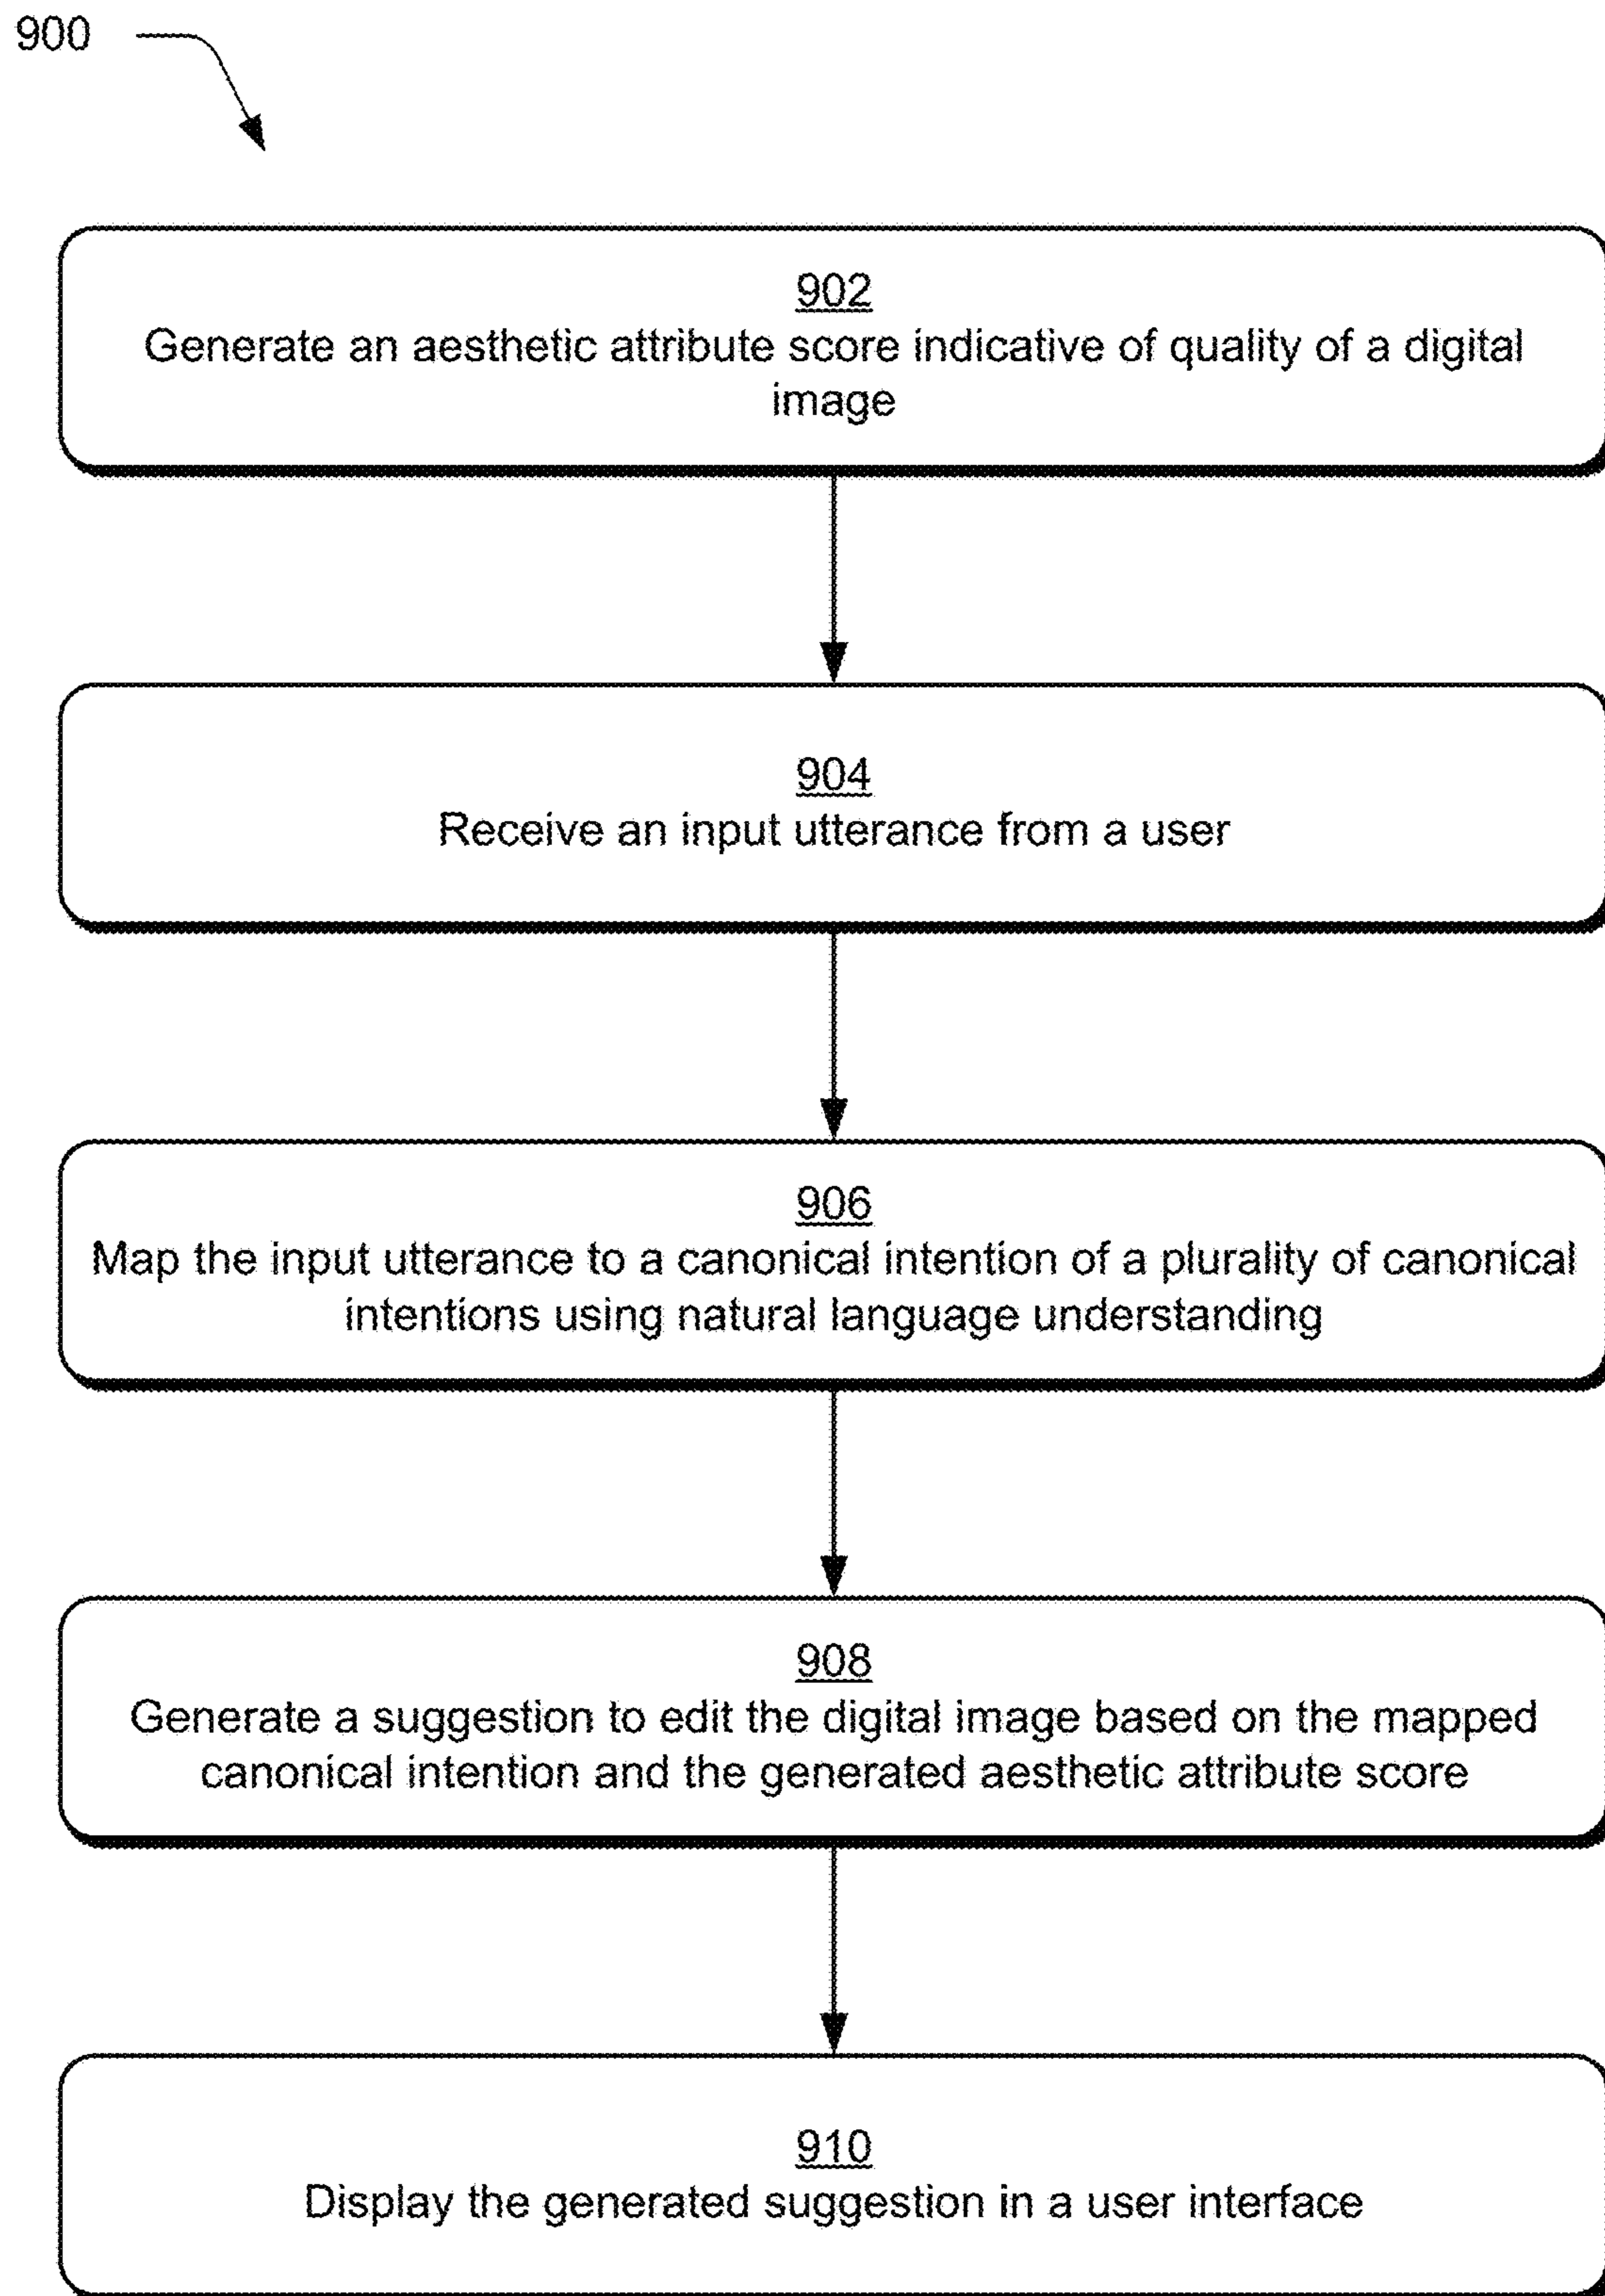 900
902
Generate an aesthetic attribute score indicative of quality of a digital
image
904
Receive an input utterance from a user
906
Map the input utterance to a canonical intention of a plurality of canonical
intentions using natural language understanding
908
Generate a suggestion to edit the digital image based on the mapped
canonical intention and the generated aesthetic attribute score
910
Display the generated suggestion in a user interface